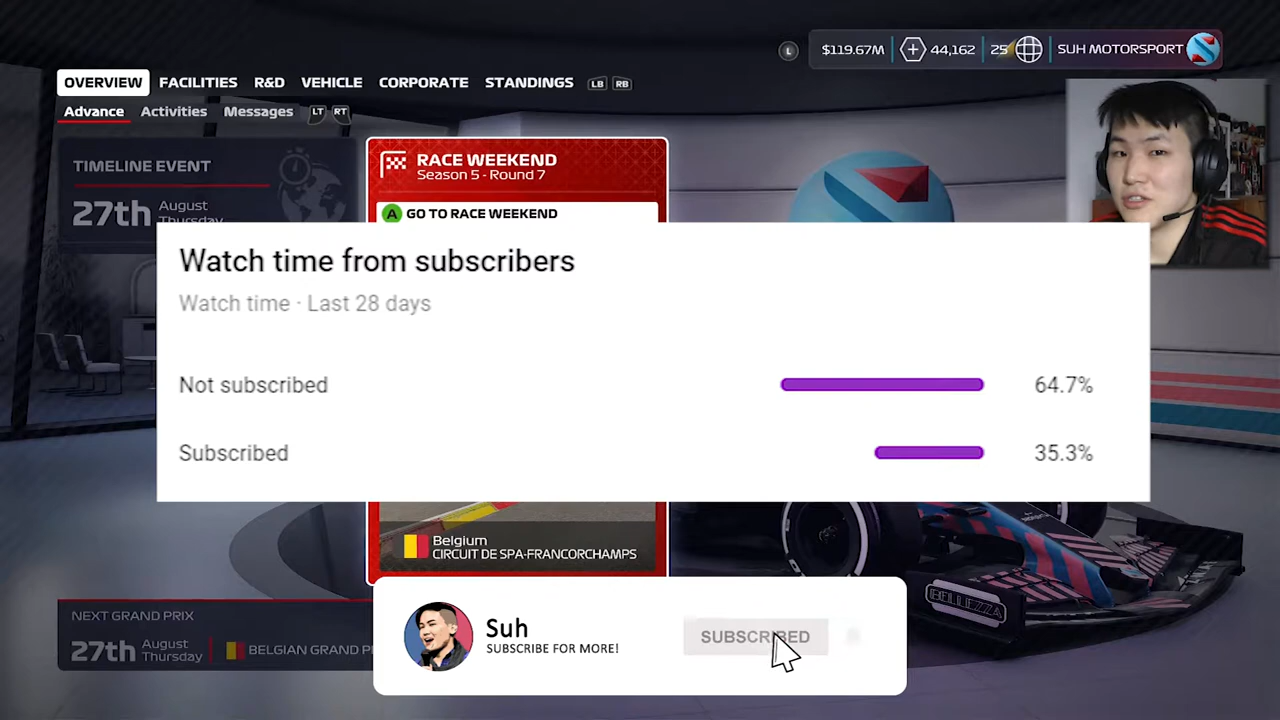 L $119.67M 44,162 25 SUH MOTORSPORT
OVERVIEW FACILITIES R&D VEHICLE CORPORATE STANDINGS LB RB
Advance Activities Messages LT RT
TIMELINE EVENT
27th August Thursday
RACE WEEKEND
Season 5 - Round 7
A GO TO RACE WEEKEND
Watch time from subscribers
Watch time · Last 28 days
Not subscribed 64.7%
Subscribed 35.3%
Belgium
CIRCUIT DE SPA-FRANCORCHAMPS
BELLEZZA
NEXT GRAND PRIX
27th August Thursday BELGIAN GRAND
Suh
SUBSCRIBE FOR MORE!
SUBSCRIBED